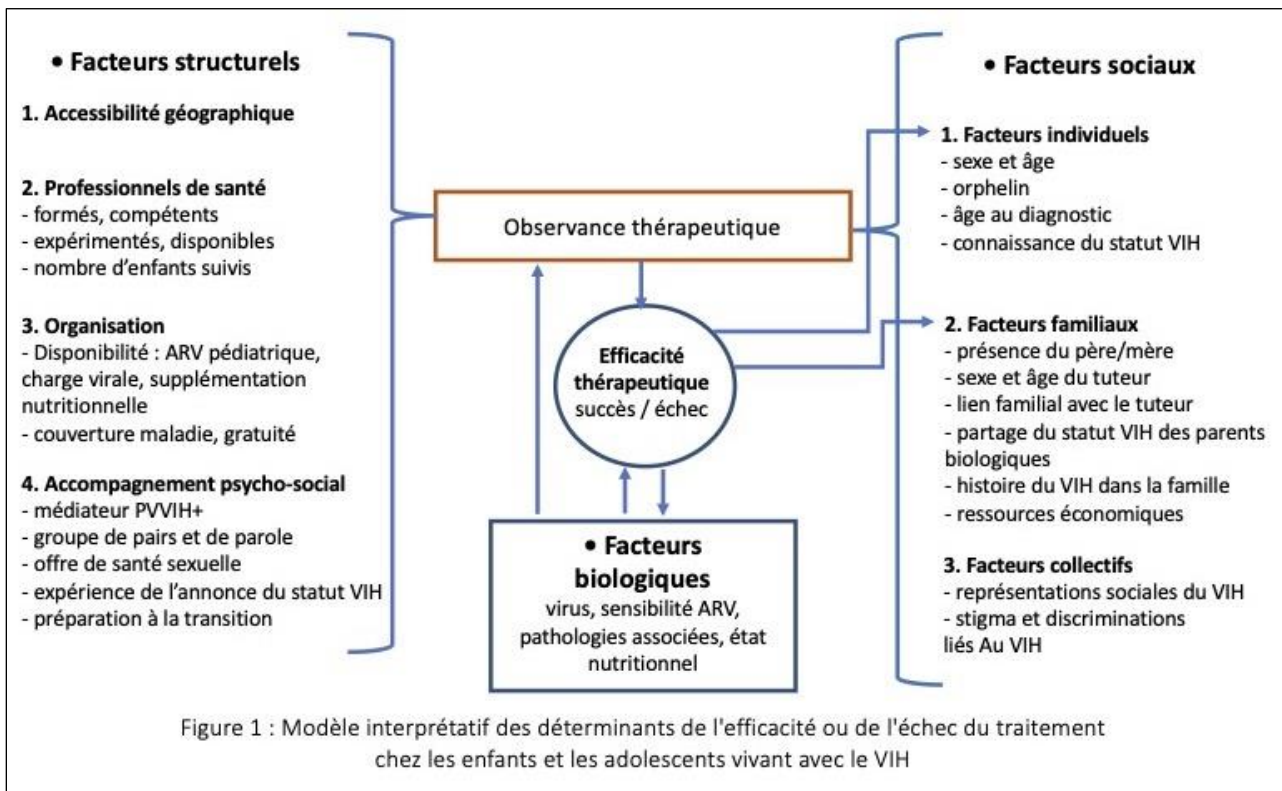 • Facteurs structurels
1. Accessibilité géographique
2. Professionnels de santé
- formés, compétents
- expérimentés, disponibles
- nombre d'enfants suivis
3. Organisation
- Disponibilité : ARV pédiatrique,
charge virale, supplémentation
nutritionnelle
- couverture maladie, gratuité
4. Accompagnement psycho-social
- médiateur PVVIH+
- groupe de pairs et de parole
- offre de santé sexuelle
- expérience de l'annonce du statut VIH
- préparation à la transition
Observance thérapeutique
Efficacité
thérapeutique
succès / échec
• Facteurs
biologiques
virus, sensibilité ARV,
pathologies associées, état
nutritionnel
• Facteurs sociaux
1. Facteurs individuels
- sexe et âge
- orphelin
- âge au diagnostic
- connaissance du statut VIH
2. Facteurs familiaux
- présence du père/mère
- sexe et âge du tuteur
- lien familial avec le tuteur
- partage du statut VIH des parents
biologiques
- histoire du VIH dans la famille
- ressources économiques
3. Facteurs collectifs
- représentations sociales du VIH
- stigma et discriminations
liés Au VIH
Figure 1 : Modèle interprétatif des déterminants de l'efficacité ou de l'échec du traitement
chez les enfants et les adolescents vivant avec le VIH